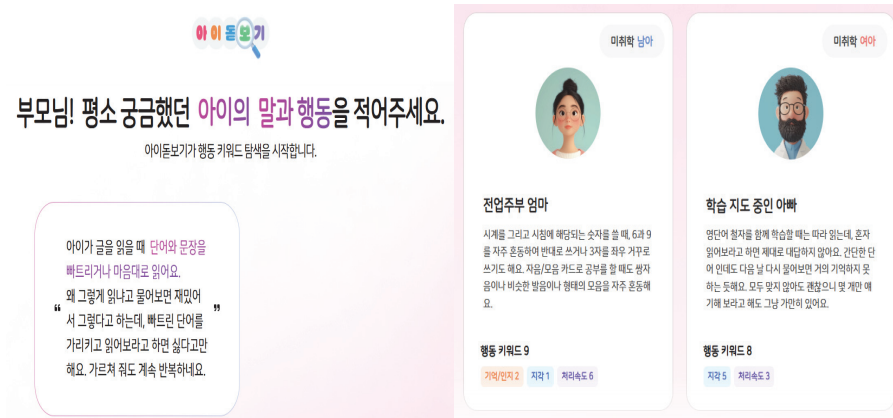 아이돋보기
부모님! 평소 궁금했던 아이의 말과 행동을 적어주세요.
아이돋보기가 행동 키워드 탐색을 시작합니다.
“
아이가 글을 읽을 때 단어와 문장을
빠트리거나 마음대로 읽어요.
왜 그렇게 읽냐고 물어보면 재밌어
서 그렇다고 하는데, 빠트린 단어를
가리키고 읽어보라고 하면 싫다고만
해요. 가르쳐 줘도 계속 반복하네요.
”
미취학 남아
전업주부 엄마
시계를 그리고 시침에 해당되는 숫자를 쓸 때, 6과 9
를 자주 혼동하여 반대로 쓰거나 3자를 좌우 거꾸로
쓰기도 해요. 자음/모음 카드로 공부를 할 때도 쌍자
음이나 비슷한 발음이나 형태의 모음을 자주 혼동해
요.
행동 키워드 9
기억/인지 2 지각 1 처리속도 6
미취학 여아
학습 지도 중인 아빠
영단어 철자를 함께 학습할 때는 따라 읽는데, 혼자
읽어보라고 하면 제대로 대답하지 않아요. 간단한 단
어 인데도 다음 날 다시 물어보면 거의 기억하지 못
하는 듯해요. 모두 맞지 않아도 괜찮으니 몇 개만 얘
기해 보라고 해도 그냥 가만히 있어요.
행동 키워드 8
지각 5 처리속도 3